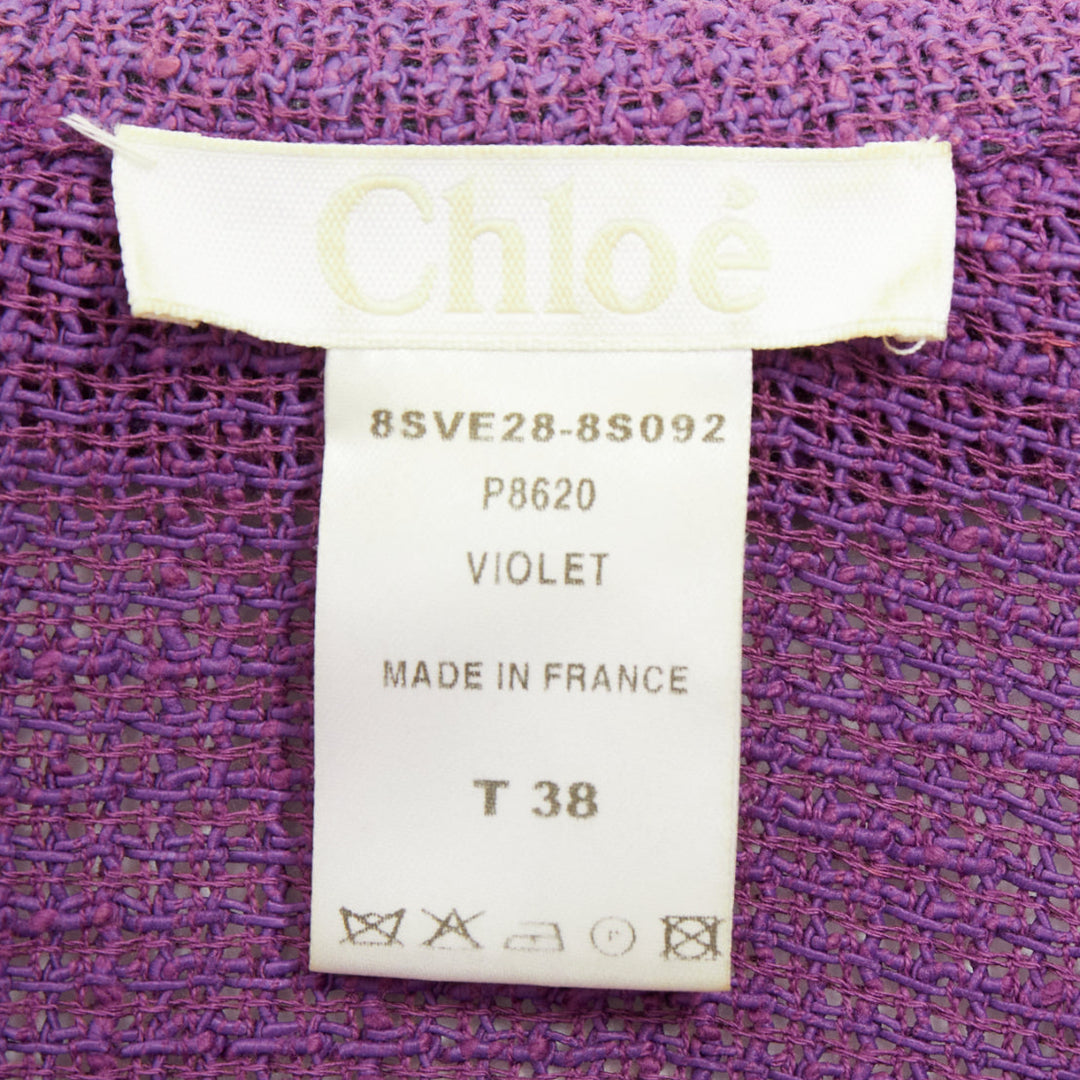 Chloé
8SVE28-8S092
P8620
VIOLET
MADE IN FRANCE
T 38
P